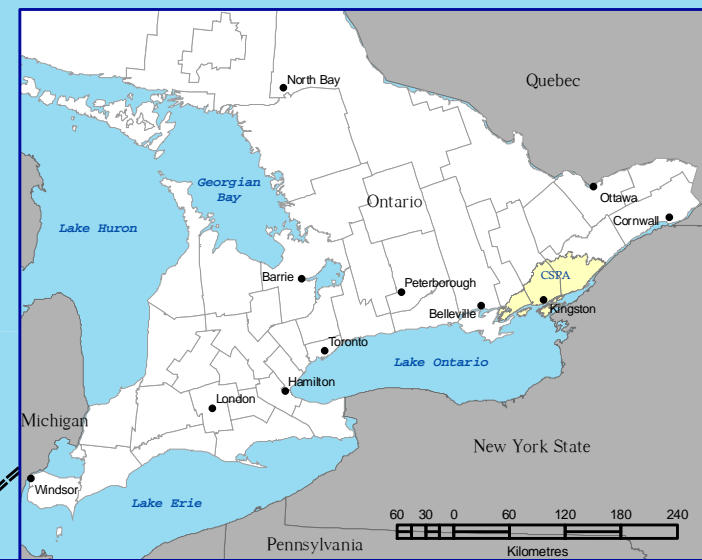 North Bay
Quebec
Georgian
Bay
Ontario
Ottawa
Cornwall
Lake Huron
CSPA
Barrie
Peterborough
Belleville
Kingston
Toronto
Lake Ontario
Hamilton
London
Michigan
New York State
Windsor
Lake Erie
60 30 0 60 120 180 240
Kilometres
Pennsylvania